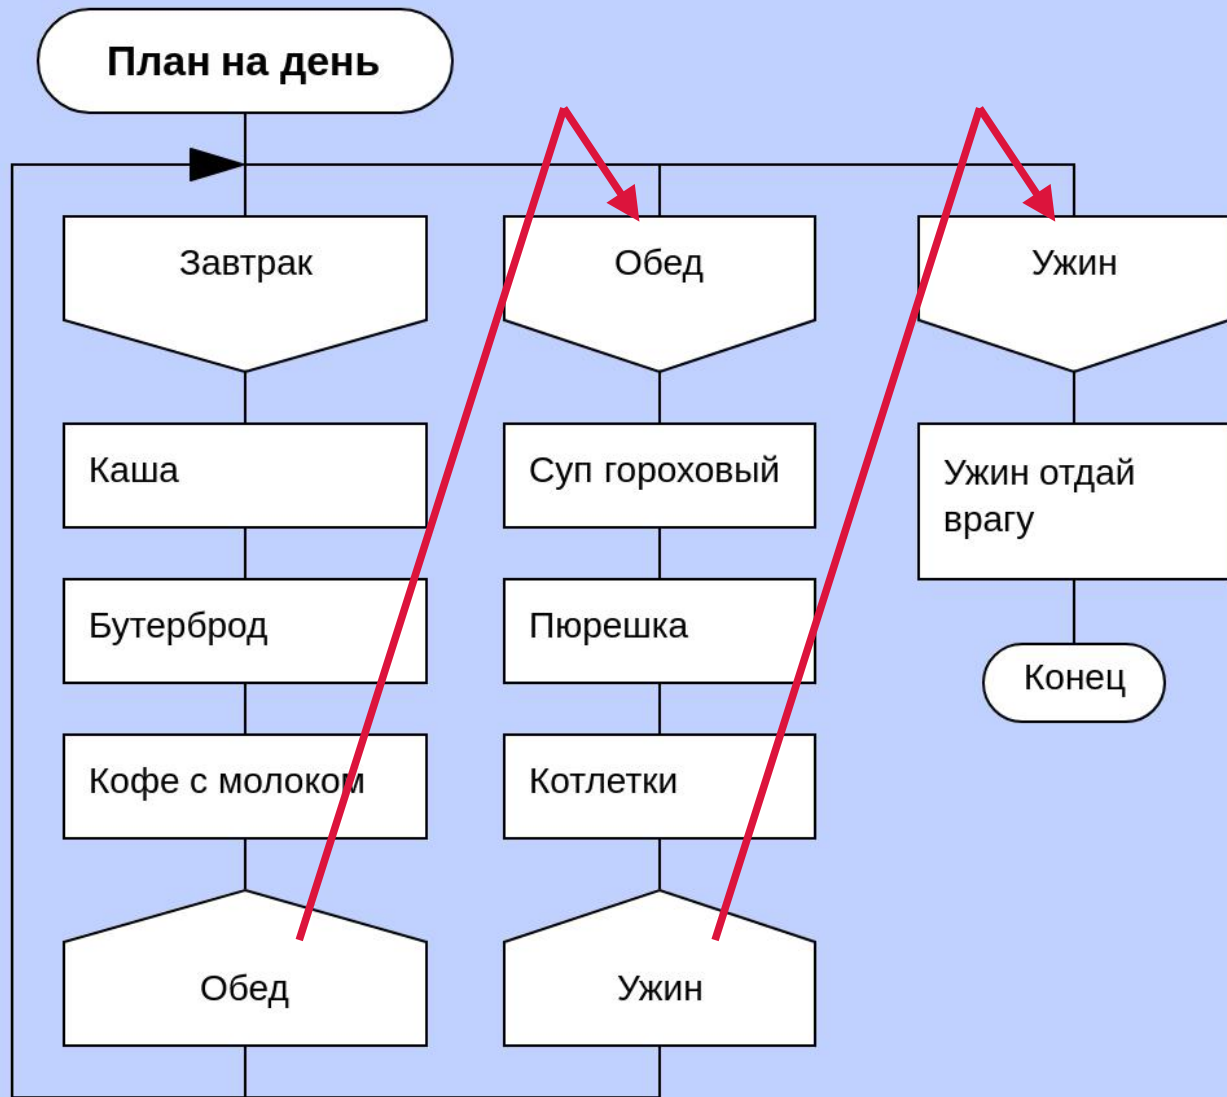 План на день
Завтрак
Каша
Бутерброд
Кофе с молоком
Обед
Обед
Суп гороховый
Пюрешка
Котлетки
Ужин
Ужин
Ужин отдай
врагу
Конец